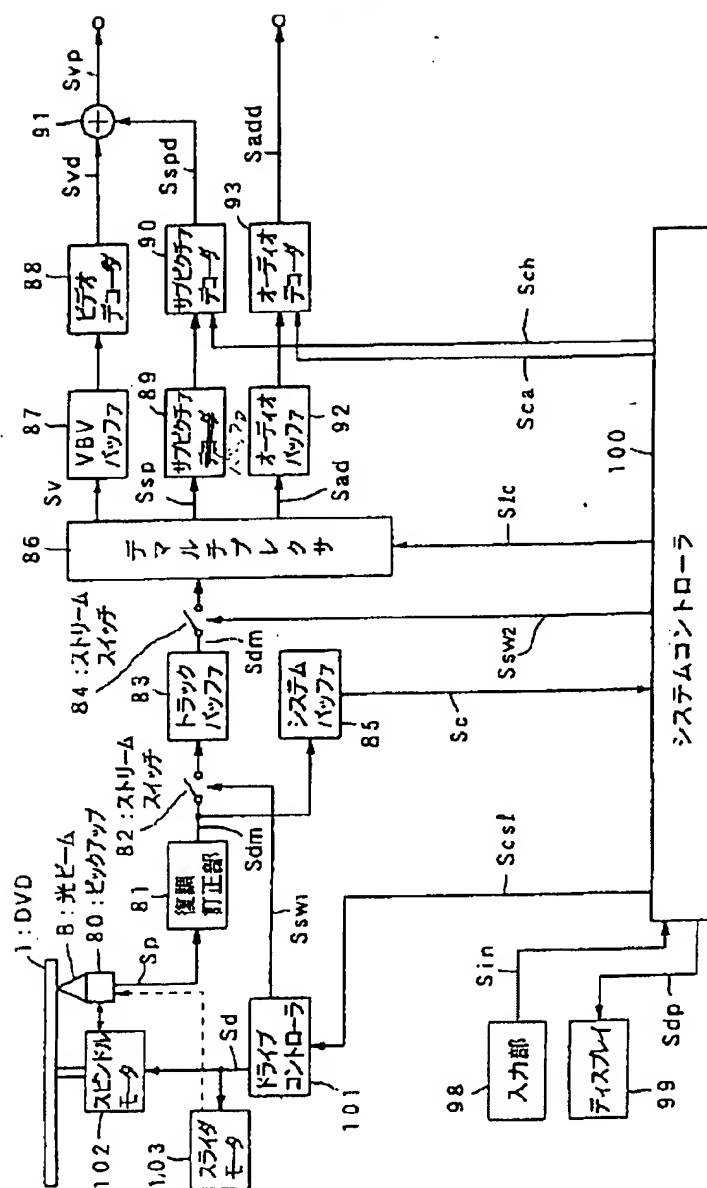 1:DVD
B:光ビーム
80:ピックアップ
102
スピンドル
モータ
103
スライダ
モータ
Sp
Sd
ドライブ
コントローラ
101
81
復調
訂正部
82:ストリーム
スイッチ
Sdm
Ssw1
83
トラック
バッファ
84:ストリーム
スイッチ
Sdm
システム
バッファ
85
Sc
Ssw2
Scsl
86
デマルチプレクサ
Slc
Sv
87
VBV
バッファ
88
ビデオ
デコーダ
Svd
91
+
Svp
Ssp
89
サブピクチア
デコーダ
バッファ
90
サブピクチア
デコーダ
Sspd
Sad
オーディオ
バッファ
92
93
オーディオ
デコーダ
Sadd
Sca
Sch
98
入力部
Sin
ディスプレイ
99
Sdp
100
システムコントローラ